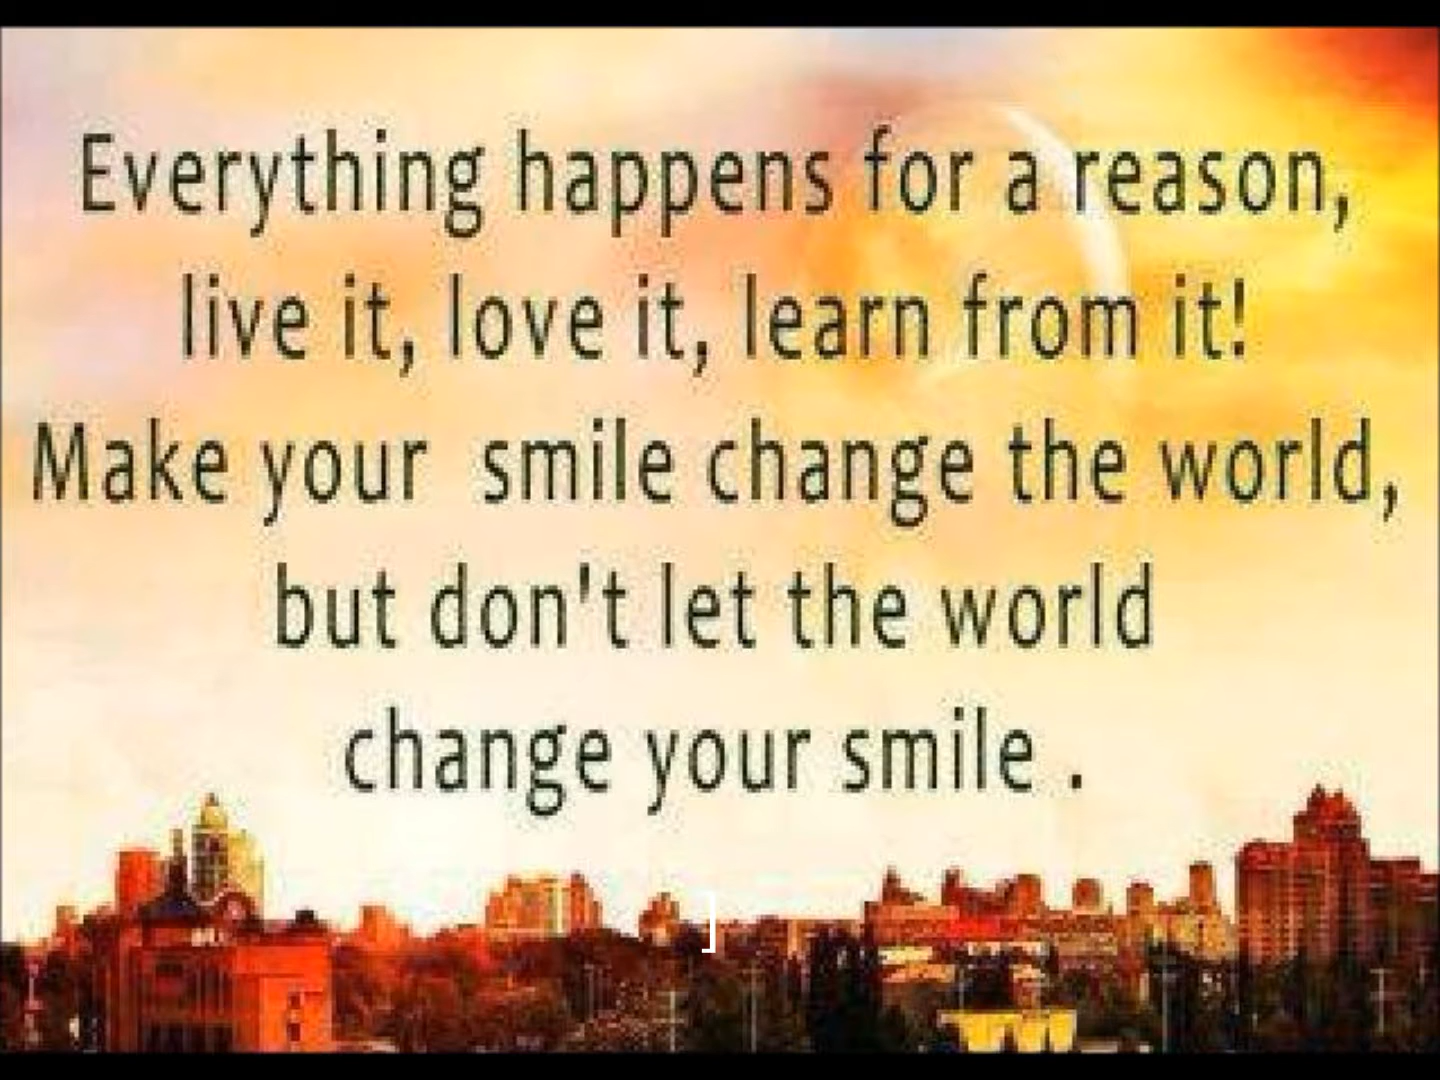 Everything happens for a reason,
live it, love it, learn from it!
Make your  smile change the world,
but don't let the world
change your smile .
]